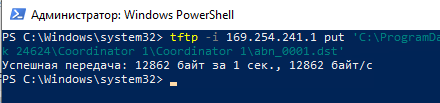 Администратор: Windows PowerShell
PS C:\Windows\system32> tftp -i 169.254.241.1 put 'C:\ProgramDa
k 24624\Coordinator 1\Coordinator 1\abn_0001.dst'
Успешная передача: 12862 байт за 1 сек., 12862 байт/с
PS C:\Windows\system32>